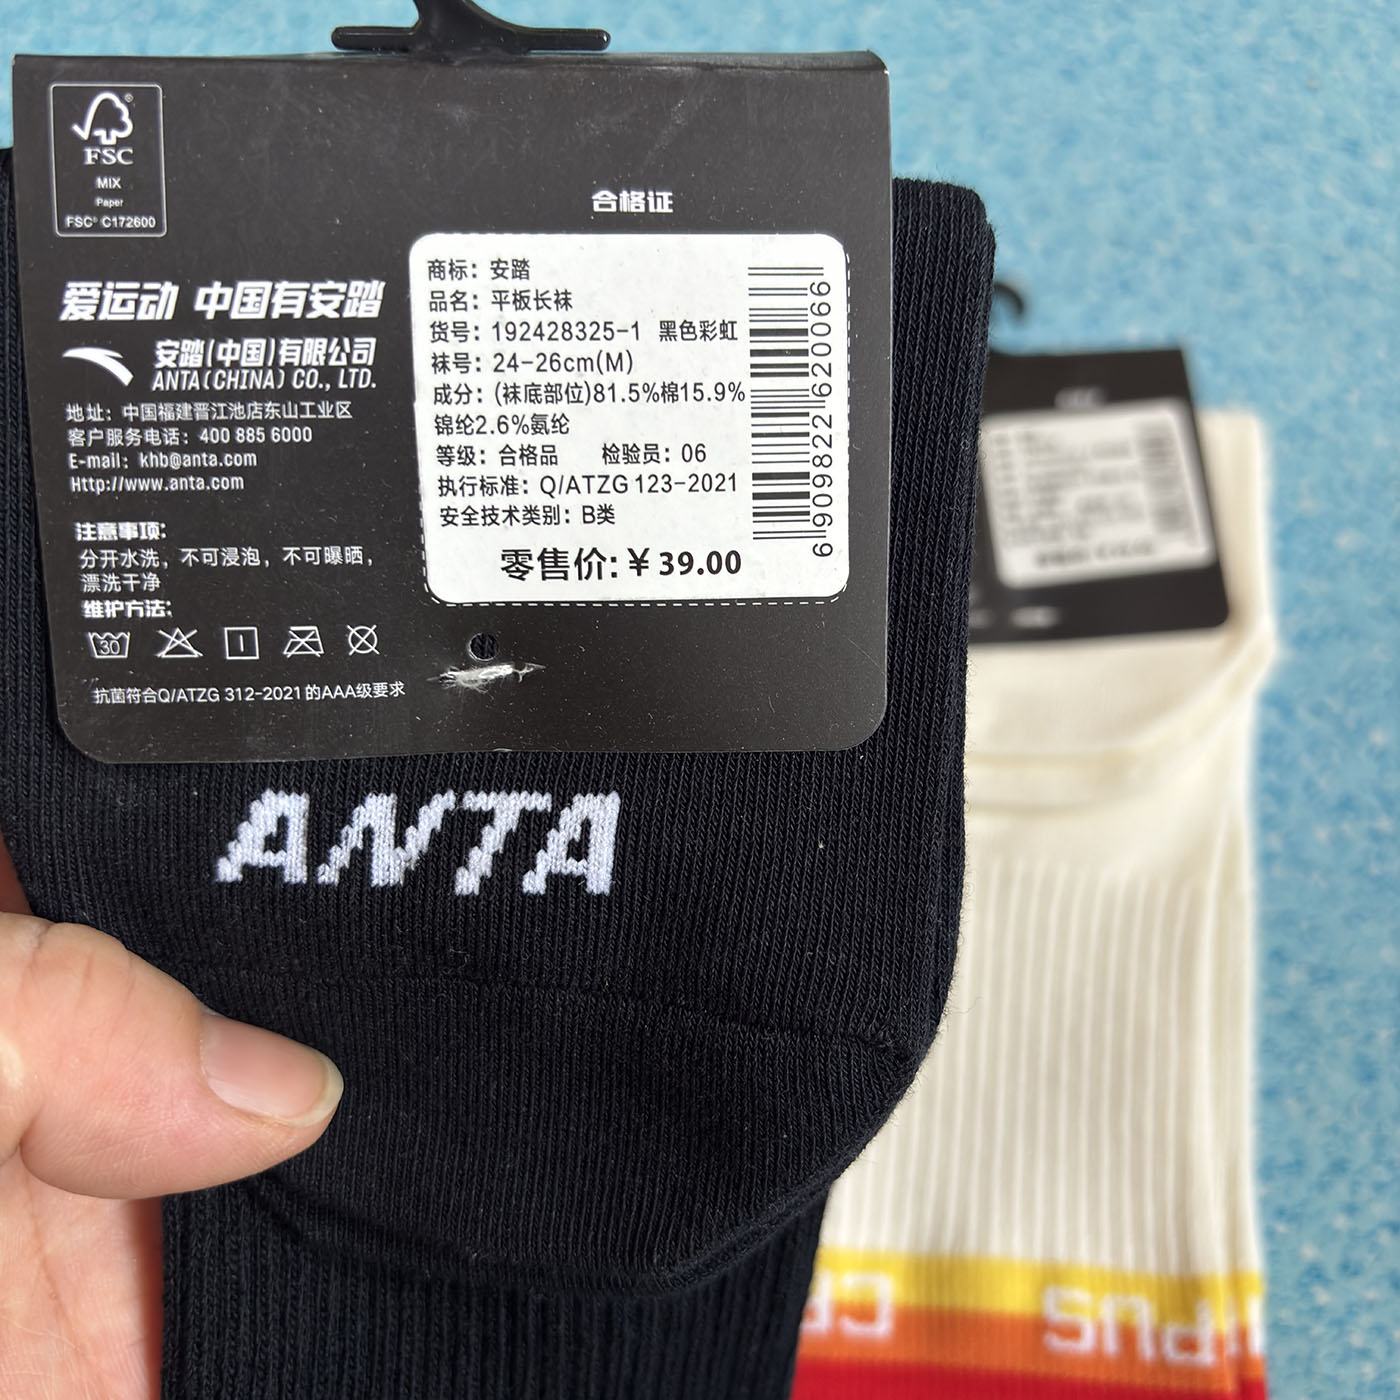 FSC
MIX
Paper
FSC® C172600
爱运动 中国有安踏
安踏(中国)有限公司
ANTA(CHINA) CO., LTD.
地址：中国福建晋江池店东山工业区
客户服务电话：400 885 6000
E-mail：khb@anta.com
Http://www.anta.com
注意事项:
分开水洗，不可浸泡，不可曝晒，
漂洗干净
维护方法:
30
抗菌符合Q/ATZG 312-2021的AAA级要求
合格证
商标：安踏
品名：平板长袜
货号：192428325-1 黑色彩虹
袜号：24-26cm(M)
成分：(袜底部位)81.5%棉15.9%
锦纶2.6%氨纶
等级：合格品 检验员：06
执行标准：Q/ATZG 123-2021
安全技术类别：B类
零售价:￥39.00
6909822162006 6
ANTA